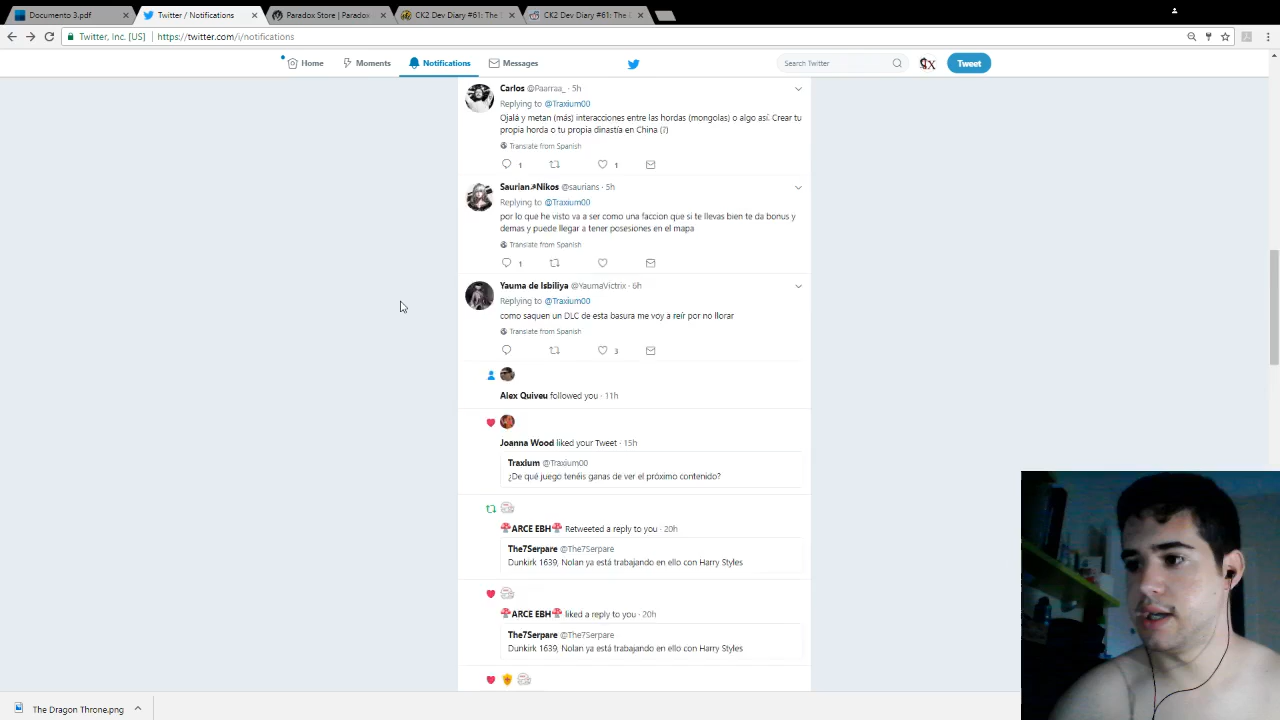 Documento 3.pdf
Twitter / Notifications
Paradox Store | Paradox
CK2 Dev Diary #61: The
CK2 Dev Diary #61: The
Twitter, Inc. [US]
https://twitter.com/i/notifications
Home
Moments
Notifications
Messages
Search Twitter
Tweet
Carlos @Paarraa_ · 5h
Replying to @Traxium00
Ojalá y metan (más) interacciones entre las hordas (mongolas) o algo así. Crear tu
propia horda o tu propia dinastía en China (?)
Translate from Spanish
1
1
Saurian Nikos @saurians · 5h
Replying to @Traxium00
por lo que he visto va a ser como una faccion que si te llevas bien te da bonus y
demas y puede llegar a tener posesiones en el mapa
Translate from Spanish
1
Yauma de Isbiliya @YaumaVictrix · 6h
Replying to @Traxium00
como saquen un DLC de esta basura me voy a reír por no llorar
Translate from Spanish
3
Alex Quiveu followed you · 11h
Joanna Wood liked your Tweet · 15h
Traxium @Traxium00
¿De qué juego tenéis ganas de ver el próximo contenido?
ARCE EBH Retweeted a reply to you · 20h
The7Serpare @The7Serpare
Dunkirk 1639, Nolan ya está trabajando en ello con Harry Styles
ARCE EBH liked a reply to you · 20h
The7Serpare @The7Serpare
Dunkirk 1639, Nolan ya está trabajando en ello con Harry Styles
The Dragon Throne.png